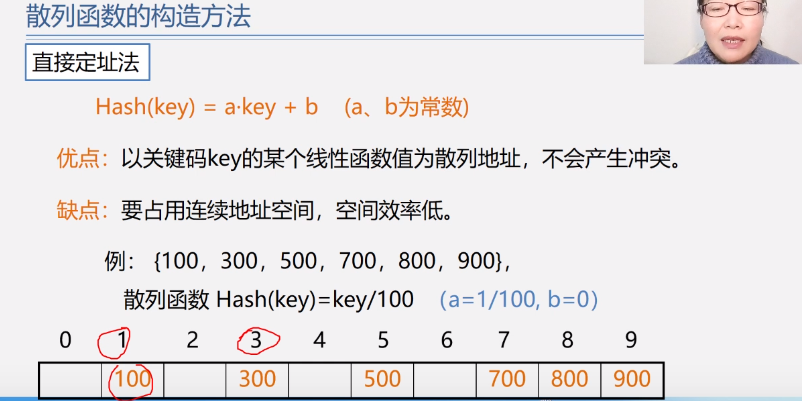 散列函数的构造方法
直接定址法
Hash(key) = a·key + b (a、b为常数)
优点：以关键码key的某个线性函数值为散列地址，不会产生冲突。
缺点：要占用连续地址空间，空间效率低。
例： {100，300，500，700，800，900}，
散列函数 Hash(key)=key/100 （a=1/100, b=0）
0 1 2 3 4 5 6 7 8 9
100 300 500 700 800 900